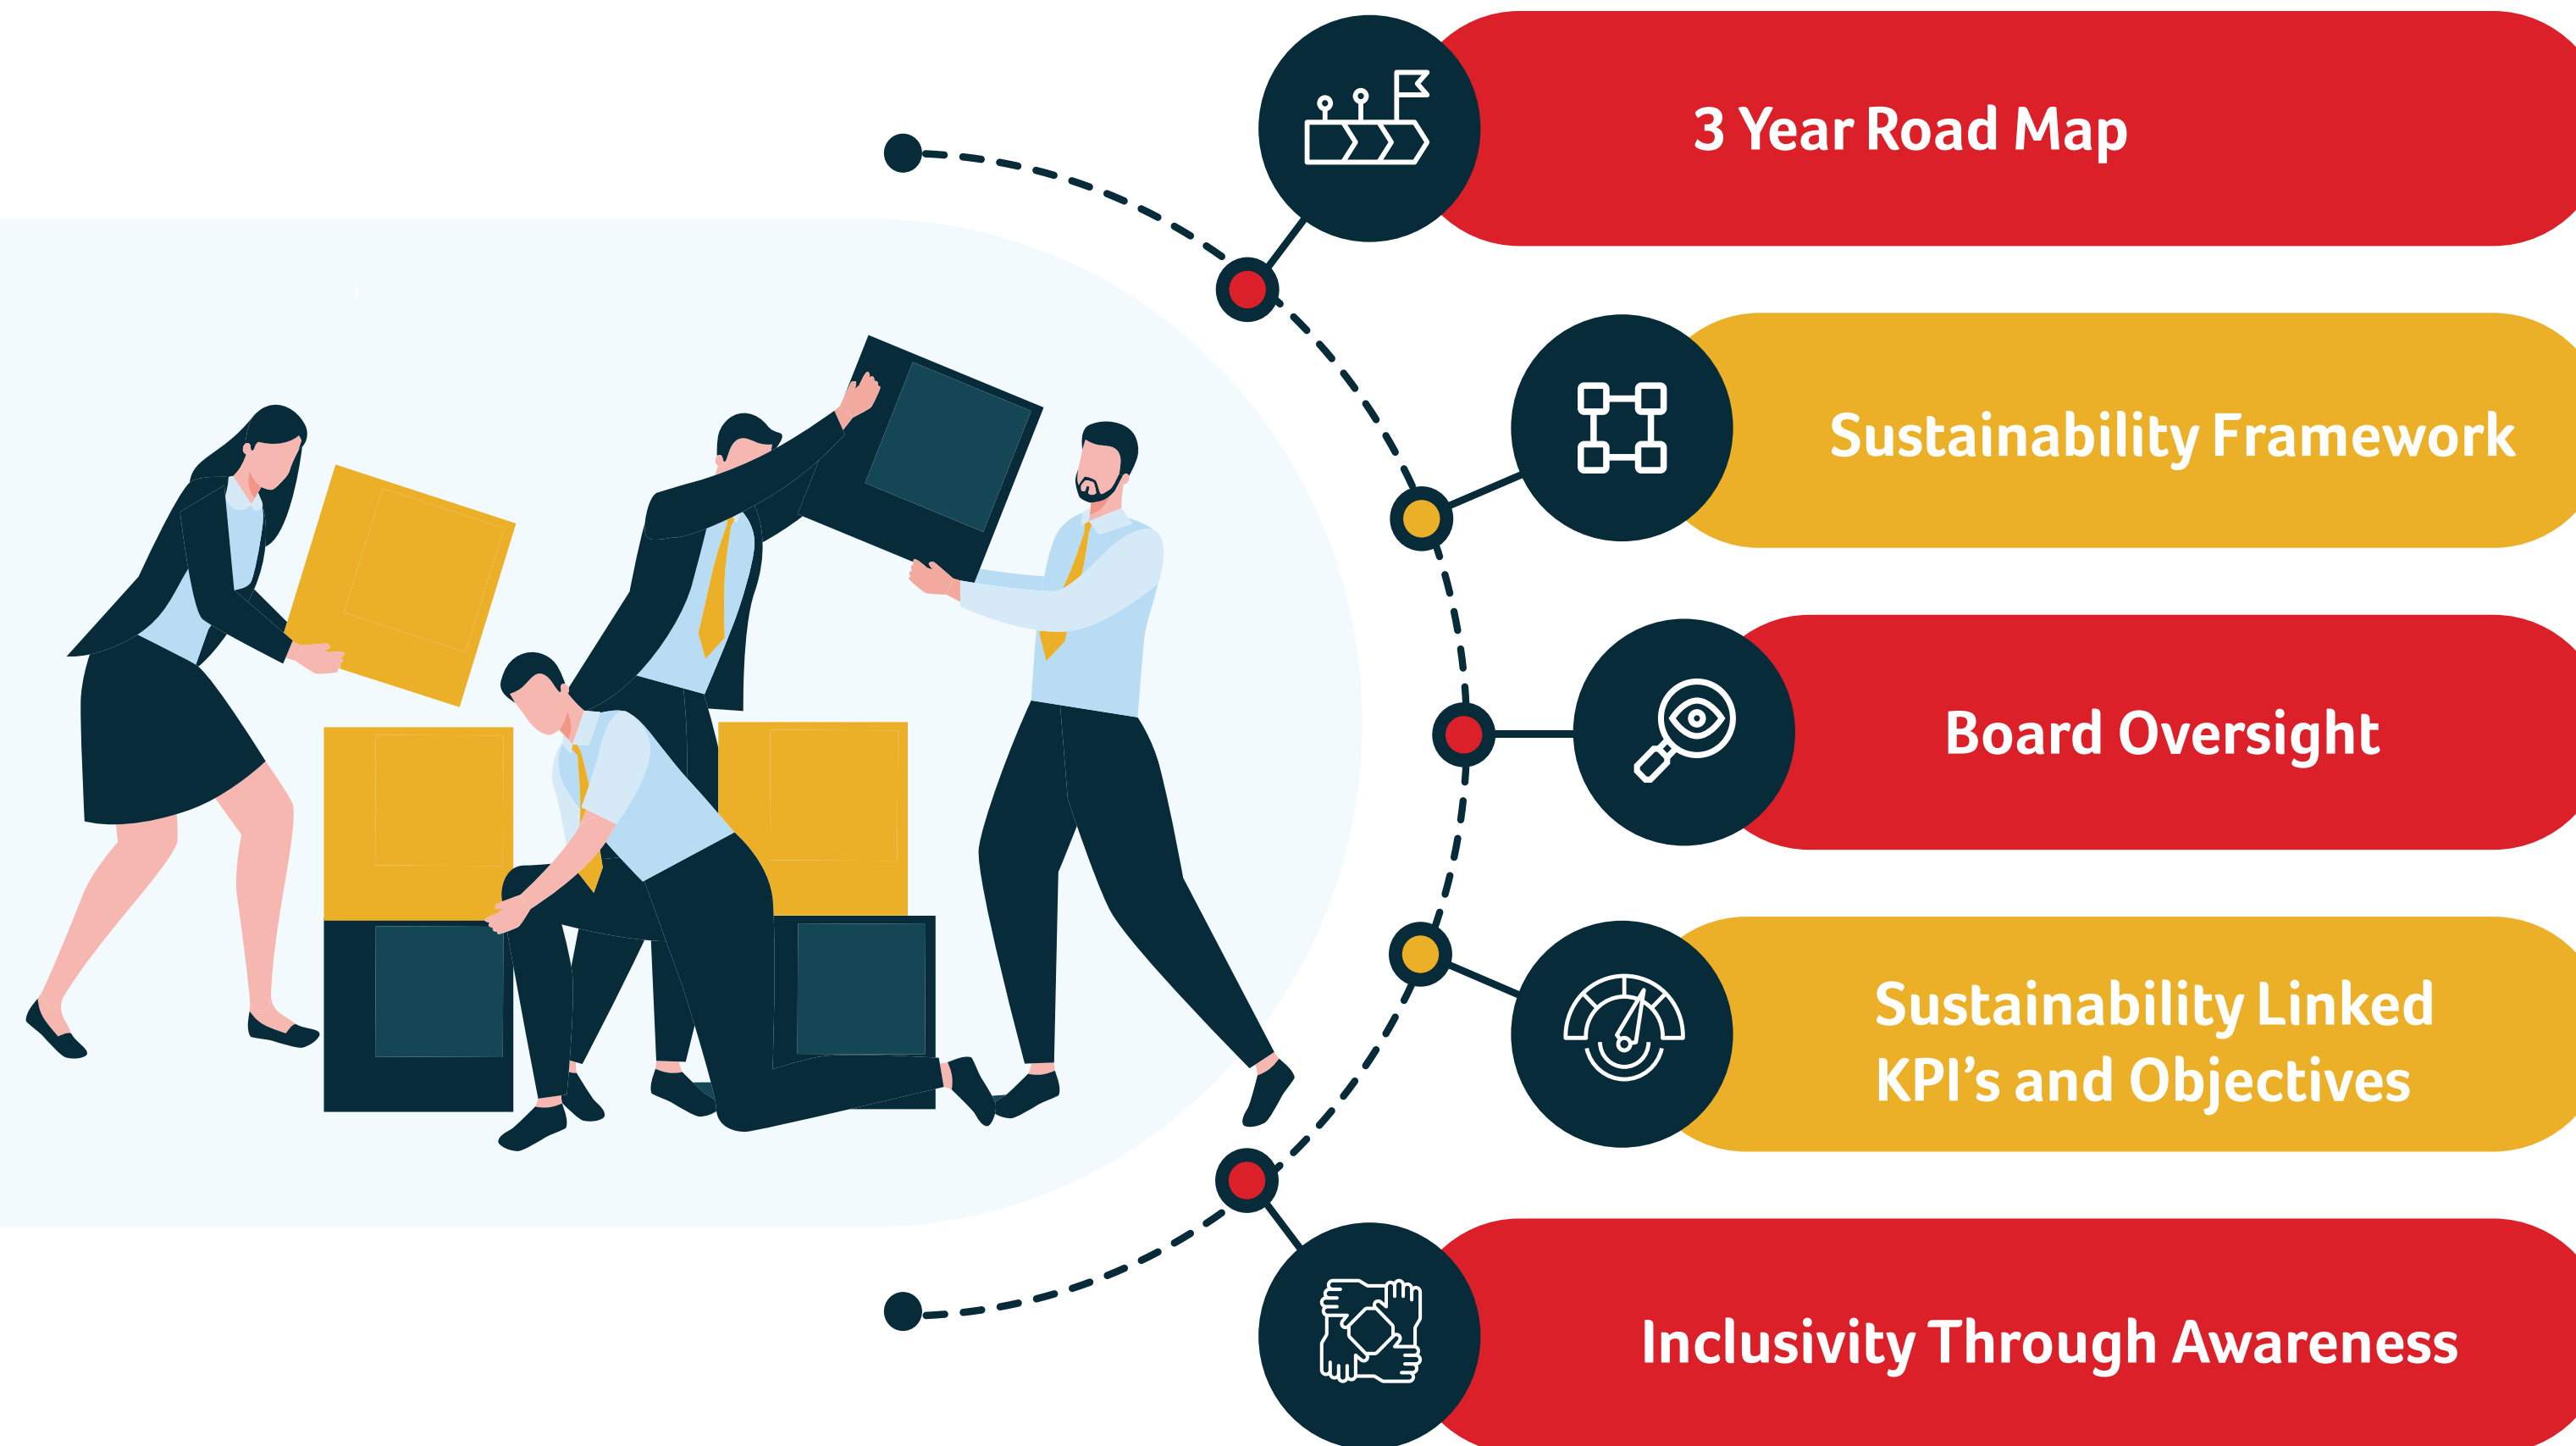 3 Year Road Map
Sustainability Framework
Board Oversight
Sustainability Linked
KPI’s and Objectives
Inclusivity Through Awareness